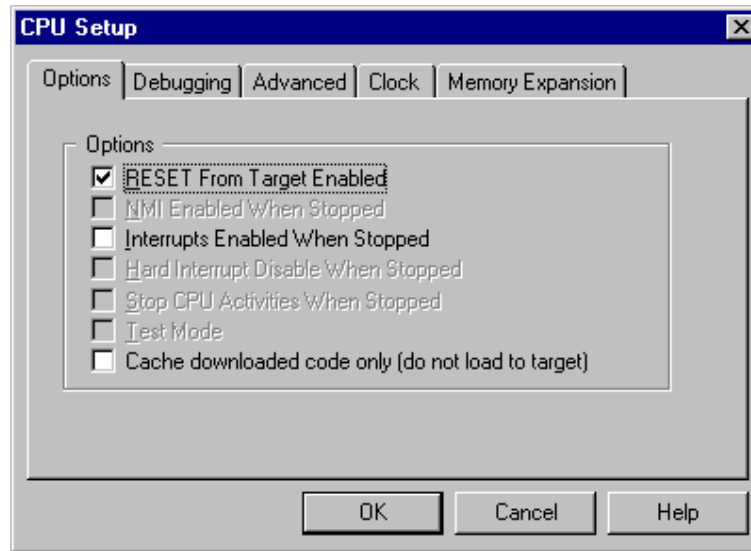 CPU Setup
Options Debugging Advanced Clock Memory Expansion
Options
RESET From Target Enabled
NMI Enabled When Stopped
Interrupts Enabled When Stopped
Hard Interrupt Disable When Stopped
Stop CPU Activities When Stopped
Test Mode
Cache downloaded code only (do not load to target)
OK Cancel Help